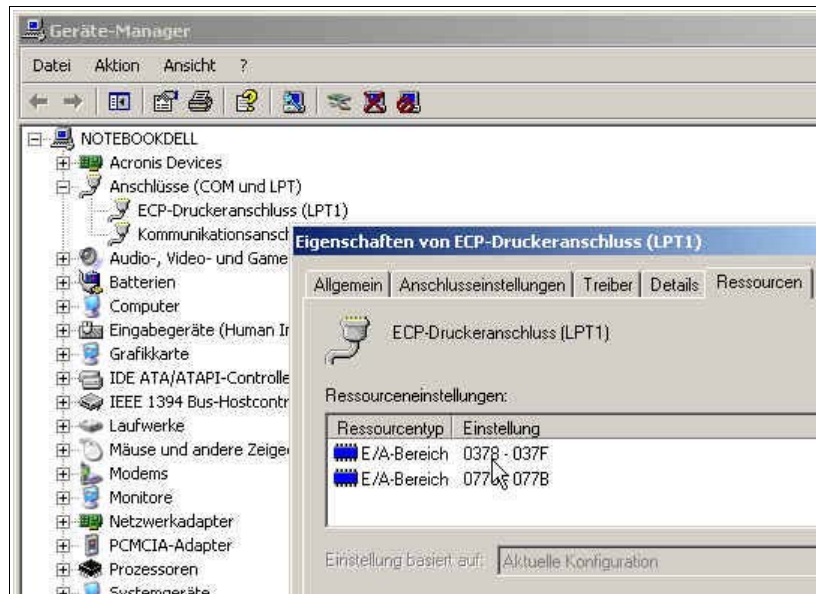 Geräte-Manager
Datei Aktion Ansicht ?
NOTEBOOKDELL
Acronis Devices
Anschlüsse (COM und LPT)
ECP-Druckeranschluss (LPT1)
Kommunikationsansch
Audio-, Video- und Game
Batterien
Computer
Eingabegeräte (Human In
Grafikkarte
IDE ATA/ATAPI-Controlle
IEEE 1394 Bus-Hostcontr
Laufwerke
Mäuse und andere Zeige
Modems
Monitore
Netzwerkadapter
PCMCIA-Adapter
Prozessoren
Systemgeräte
Eigenschaften von ECP-Druckeranschluss (LPT1)
Allgemein Anschlusseinstellungen Treiber Details Ressourcen
ECP-Druckeranschluss (LPT1)
Ressourceneinstellungen:
Ressourcentyp Einstellung
E/A-Bereich 0378 - 037F
E/A-Bereich 077B
Einstellung basiert auf: Aktuelle Konfiguration